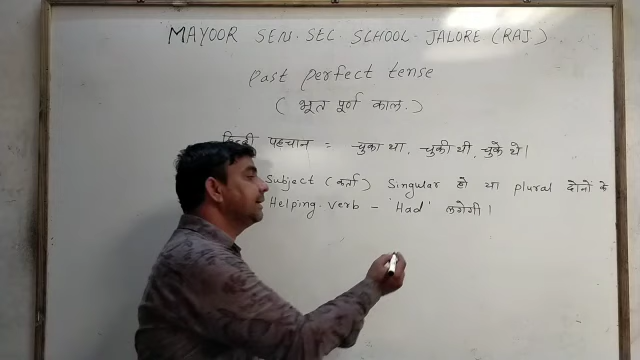 MAYOOR SEN. SEC. SCHOOL. JALORE (RAJ)
Past perfect tense
( भूत पूर्ण काल. )
हिन्दी पहचान = चुका था, चुकी थी, चुके थे।
Subject (कर्ता) Singular हो या plural दोनों के
Helping verb - 'Had' लगेगी।